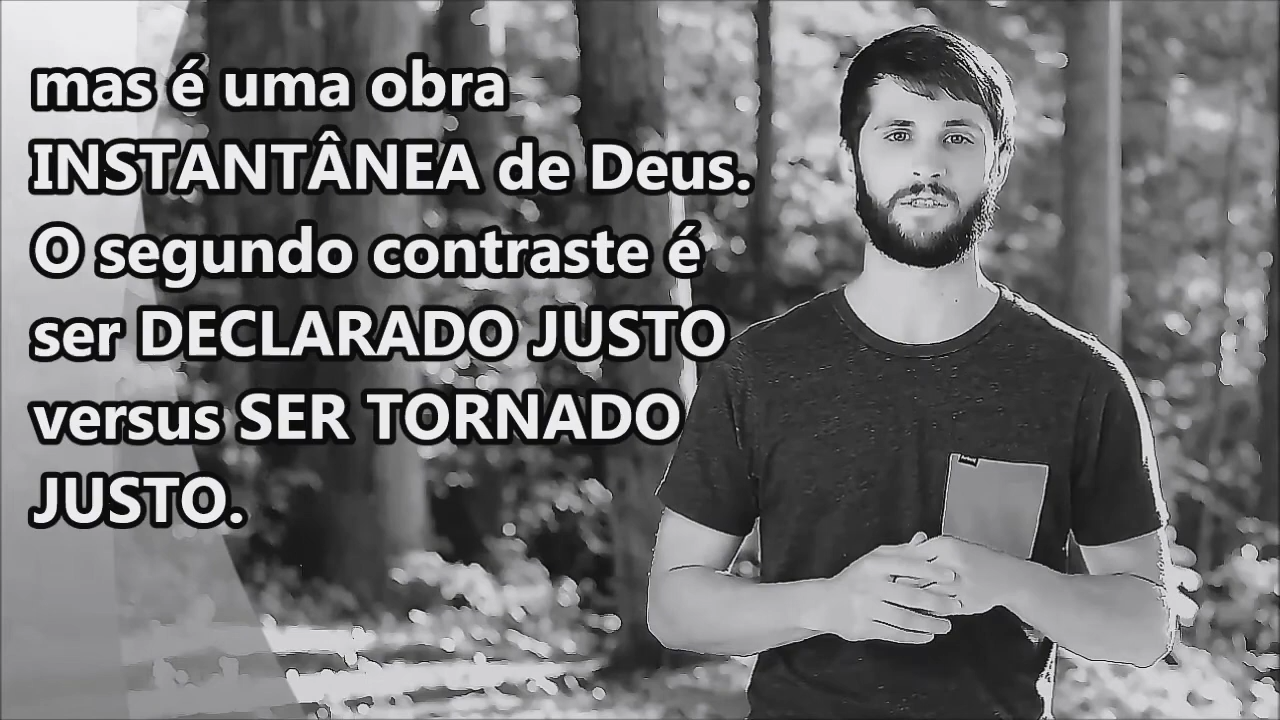 mas é uma obra
INSTANTÂNEA de Deus.
O segundo contraste é
ser DECLARADO JUSTO
versus SER TORNADO
JUSTO.